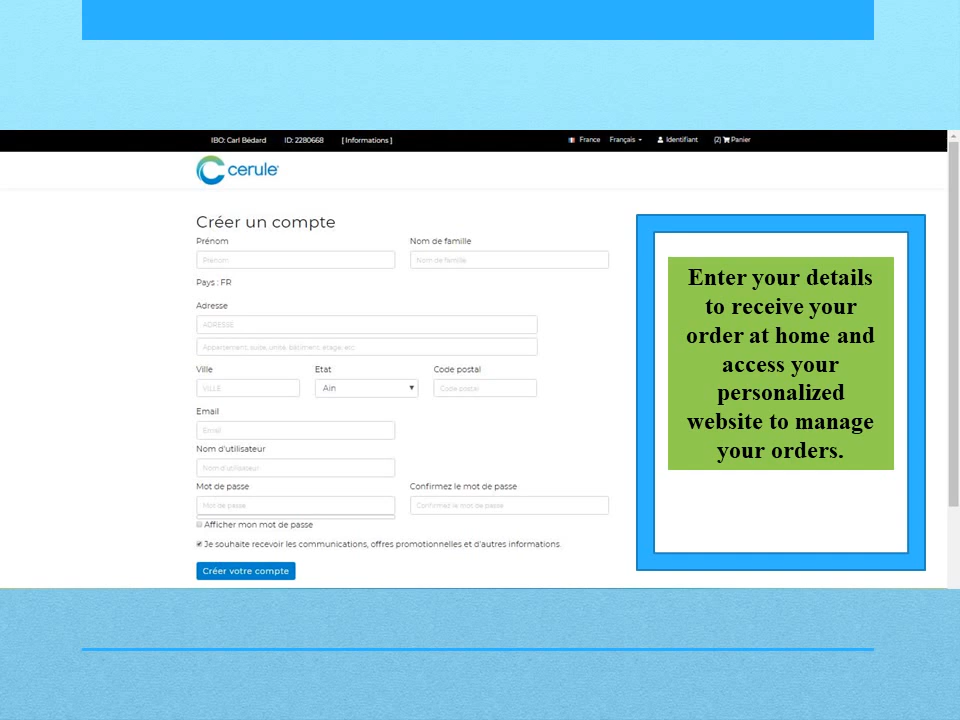 IBO: Carl Bédard ID: 2280668 [ Informations ]
France Français Identifiant (2) Panier
cerule
Créer un compte
Prénom Nom de famille
Prenom Nom de famille
Pays : FR
Adresse
ADRESSE
Appartement, suite, unité, bâtiment, étage, etc.
Ville Etat Code postal
VILLE Ain Code postal
Email
Email
Nom d'utilisateur
Nom d'utilisateur
Mot de passe Confirmez le mot de passe
Mot de passe Confirmez le mot de passe
Afficher mon mot de passe
Je souhaite recevoir les communications, offres promotionnelles et d'autres informations.
Créer votre compte
Enter your details
to receive your
order at home and
access your
personalized
website to manage
your orders.